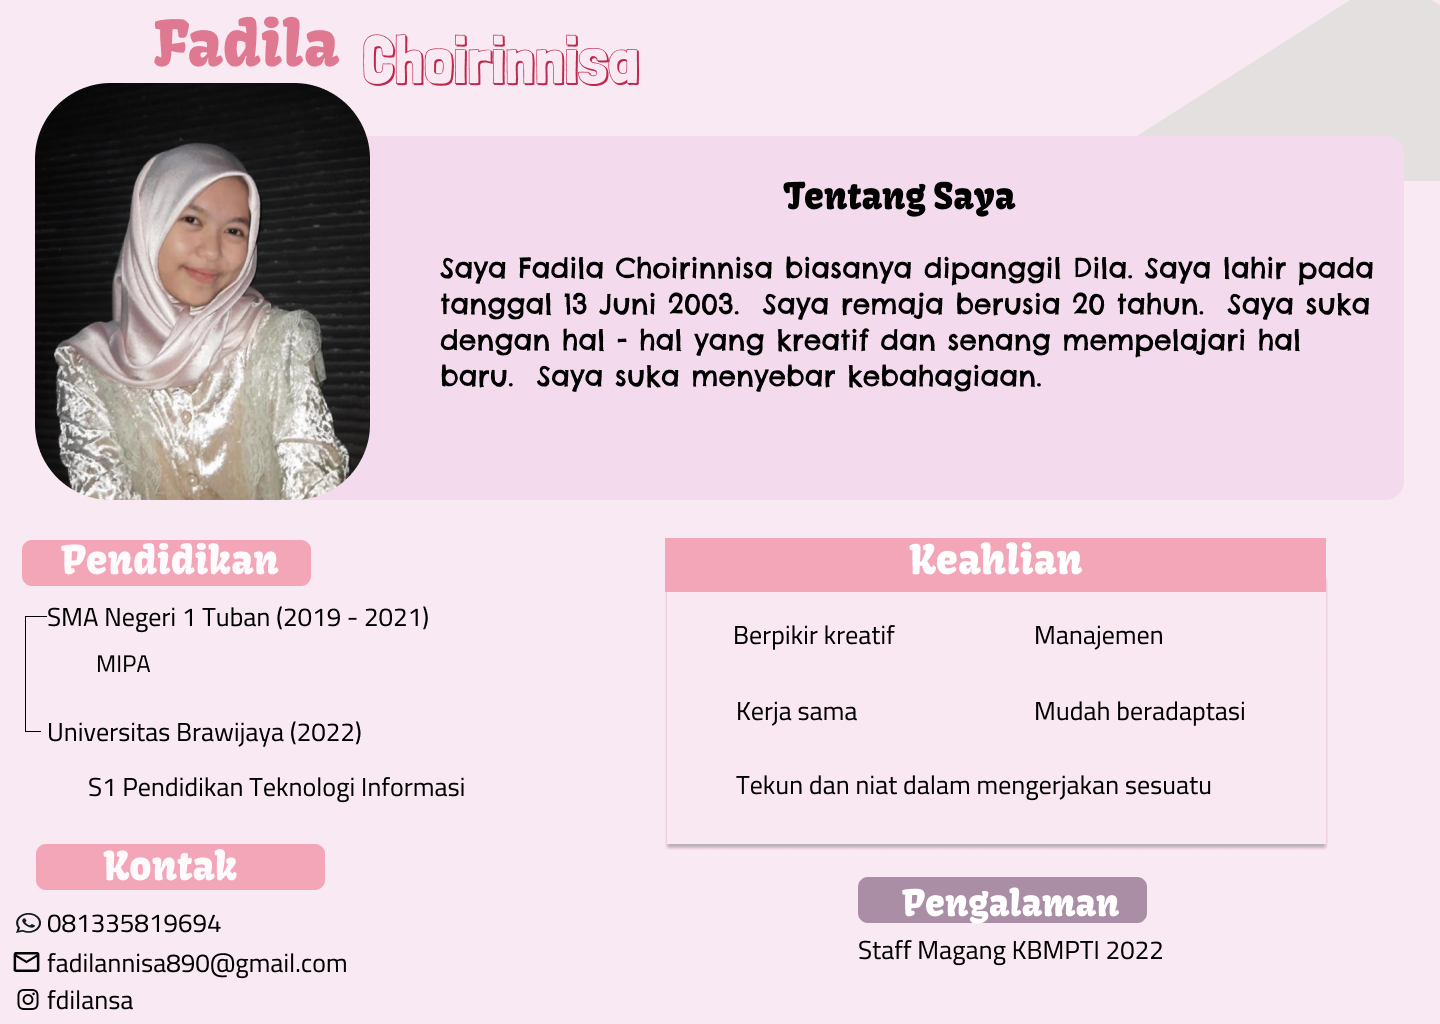 Fadila Choirinnisa
Tentang Saya
Saya Fadila Choirinnisa biasanya dipanggil Dila. Saya lahir pada
tanggal 13 Juni 2003. Saya remaja berusia 20 tahun. Saya suka
dengan hal - hal yang kreatif dan senang mempelajari hal
baru. Saya suka menyebar kebahagiaan.
Pendidikan
SMA Negeri 1 Tuban (2019 - 2021)
MIPA
Universitas Brawijaya (2022)
S1 Pendidikan Teknologi Informasi
Keahlian
Berpikir kreatif
Manajemen
Kerja sama
Mudah beradaptasi
Tekun dan niat dalam mengerjakan sesuatu
Kontak
081335819694
fadilannisa890@gmail.com
fdilansa
Pengalaman
Staff Magang KBMPTI 2022